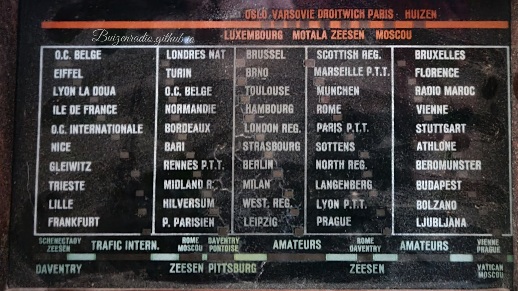 OSLO VARSOVIE DROITWICH PARIS HUIZEN
Buizenradio.github.io
LUXEMBOURG MOTALA ZEESEN MOSCOU
O.C. BELGE LONDRES NAT BRUSSEL SCOTTISH REG. BRUXELLES
EIFFEL TURIN BRNO MARSEILLE P.T.T. FLORENCE
LYON LA DOUA O.C. BELGE TOULOUSE MUNCHEN RADIO MAROC
ILE DE FRANCE NORMANDIE HAMBOURG ROME VIENNE
O.C. INTERNATIONALE BORDEAUX LONDON REG. PARIS P.T.T. STUTTGART
NICE BARI STRASBOURG SOTTENS ATHLONE
GLEIWITZ RENNES P.T.T. BERLIN NORTH REG. BEROMUNSTER
TRIESTE MIDLAND R. MILAN LANGENBERG BUDAPEST
LILLE HILVERSUM WEST. REG. LYON P.T.T. BOLZANO
FRANKFURT P. PARISIEN LEIPZIG PRAGUE LJUBLJANA
SCHENECTADY ZEESEN TRAFIC INTERN. ROME MOSCOU DAVENTRY PONTOISE AMATEURS ROME DAVENTRY AMATEURS VIENNE PRAGUE
DAVENTRY ZEESEN PITTSBURG ZEESEN VATICAN MOSCOU